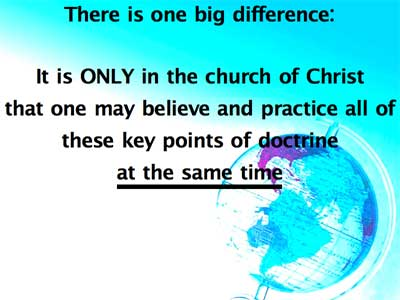 There is one big difference:
It is ONLY in the church of Christ
that one may believe and practice all of
these key points of doctrine
at the same time